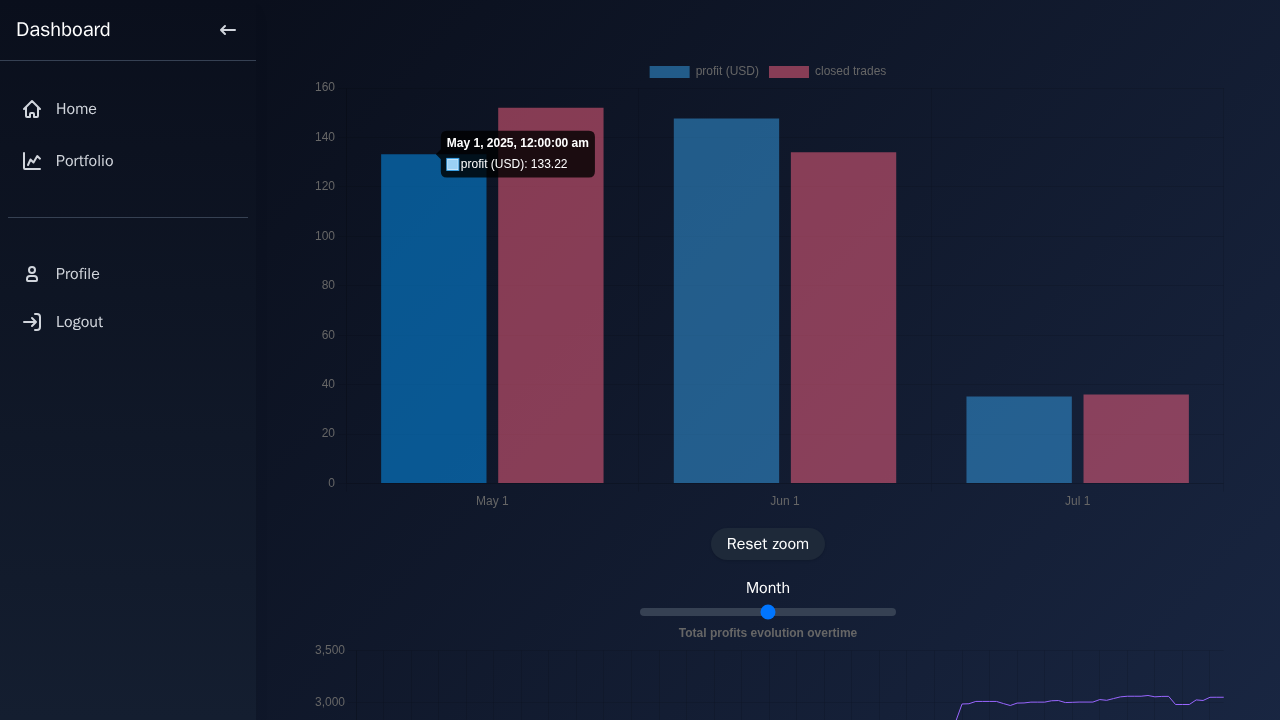 Dashboard
Home
Portfolio
Profile
Logout
profit (USD)
closed trades
160
140
120
100
80
60
40
20
0
May 1, 2025, 12:00:00 am
profit (USD): 133.22
May 1
Jun 1
Jul 1
Reset zoom
Month
Total profits evolution overtime
3,500
3,000